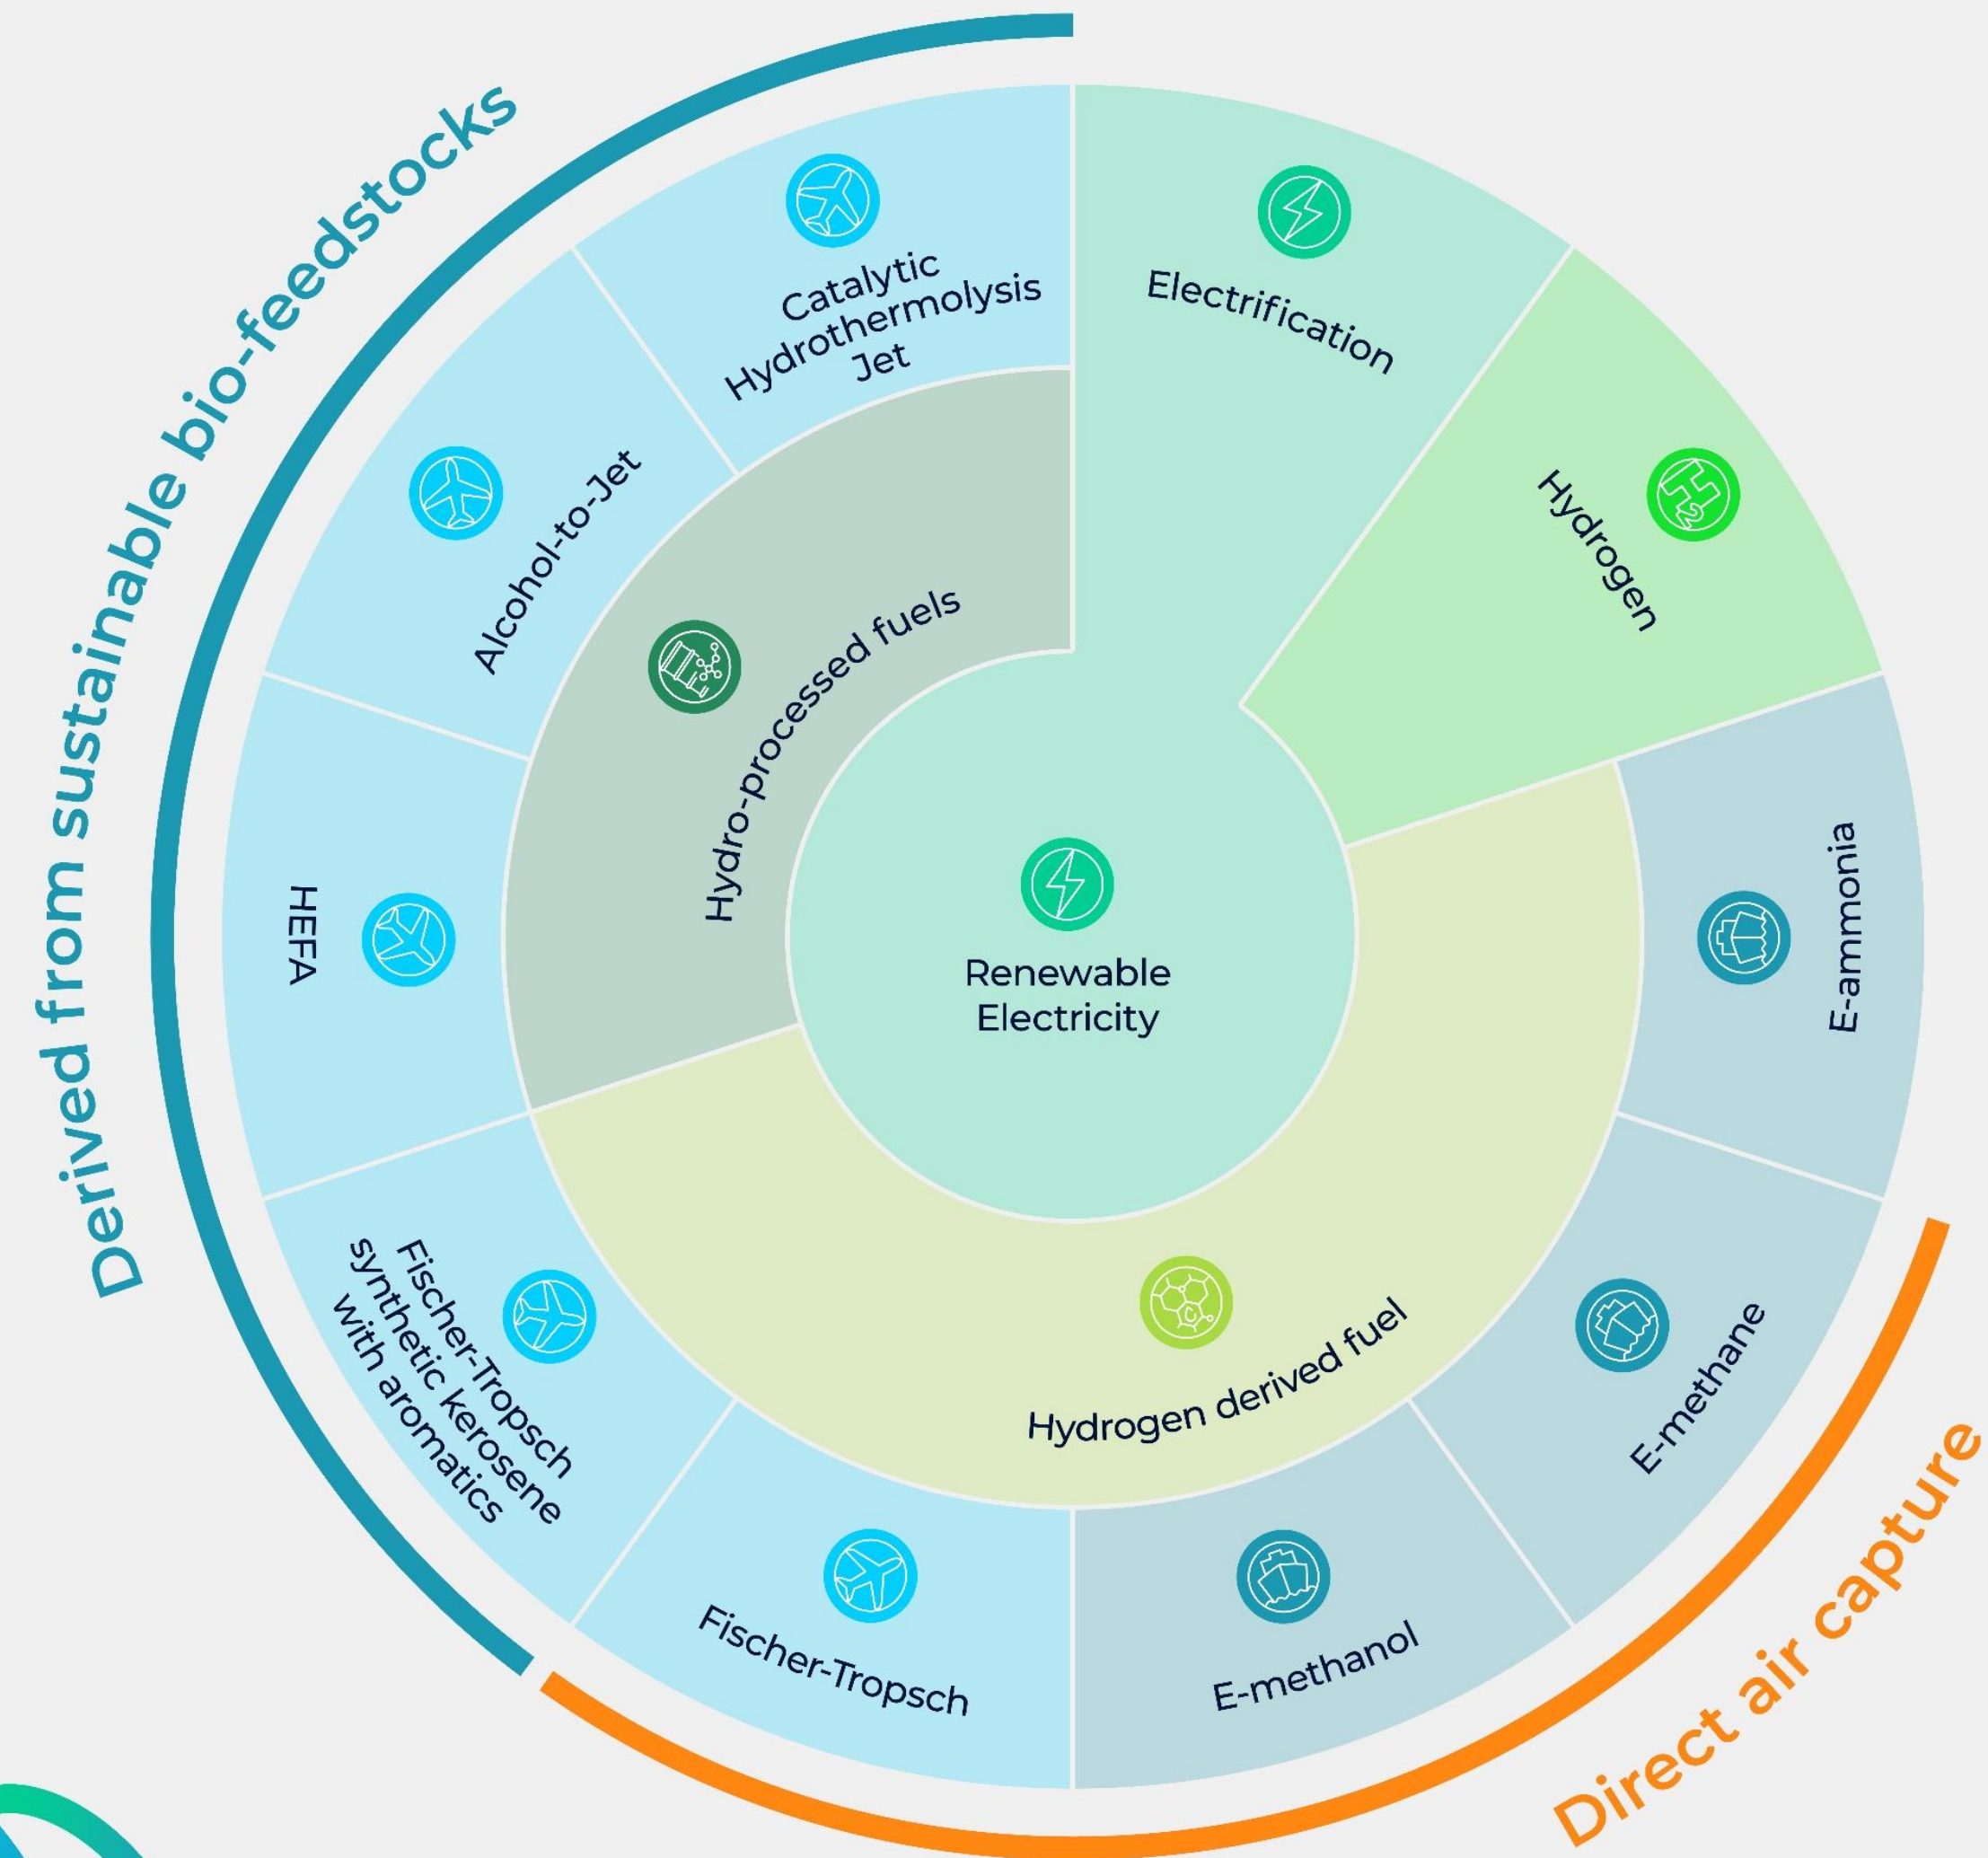 Derived from sustainable bio-feedstocks
Catalytic
Hydrothermolysis
Jet
Electrification
Alcohol-to-Jet
Hydrogen
Hydro-processed fuels
HEFA
Renewable
Electricity
E-ammonia
Fischer-Tropsch
synthetic kerosene
with aromatics
Hydrogen derived fuel
E-methane
Fischer-Tropsch
E-methanol
Direct air capture
H2
C